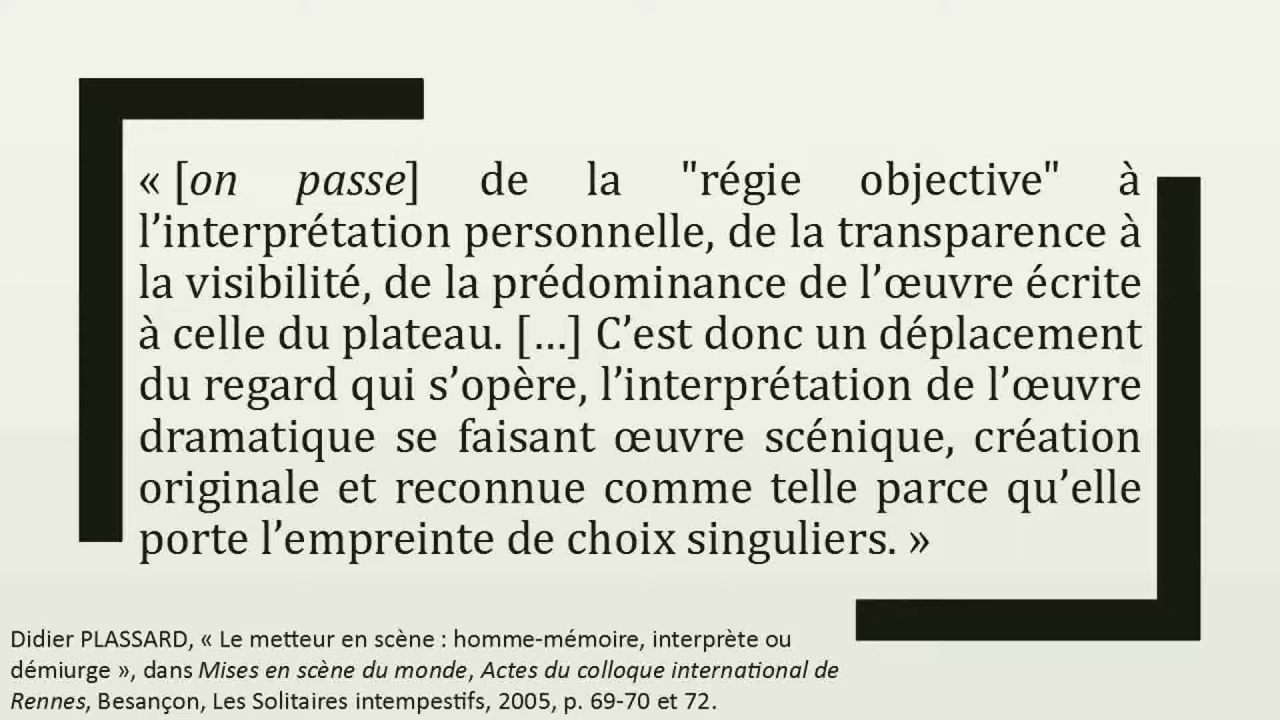 « [on passe] de la "régie objective" à
l’interprétation personnelle, de la transparence à
la visibilité, de la prédominance de l’œuvre écrite
à celle du plateau. […] C’est donc un déplacement
du regard qui s’opère, l’interprétation de l’œuvre
dramatique se faisant œuvre scénique, création
originale et reconnue comme telle parce qu’elle
porte l’empreinte de choix singuliers. »
Didier PLASSARD, « Le metteur en scène : homme-mémoire, interprète ou
démiurge », dans Mises en scène du monde, Actes du colloque international de
Rennes, Besançon, Les Solitaires intempestifs, 2005, p. 69-70 et 72.